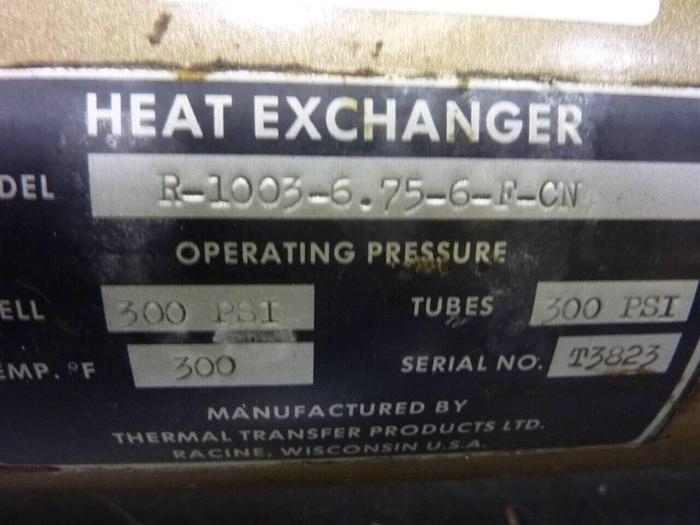 HEAT EXCHANGER
DEL R-1003-6.75-6-F-CN
OPERATING PRESSURE
ELL 300 PSI TUBES 300 PSI
EMP. °F 300 SERIAL NO. T3823
MANUFACTURED BY
THERMAL TRANSFER PRODUCTS LTD.
RACINE, WISCONSIN U.S.A.